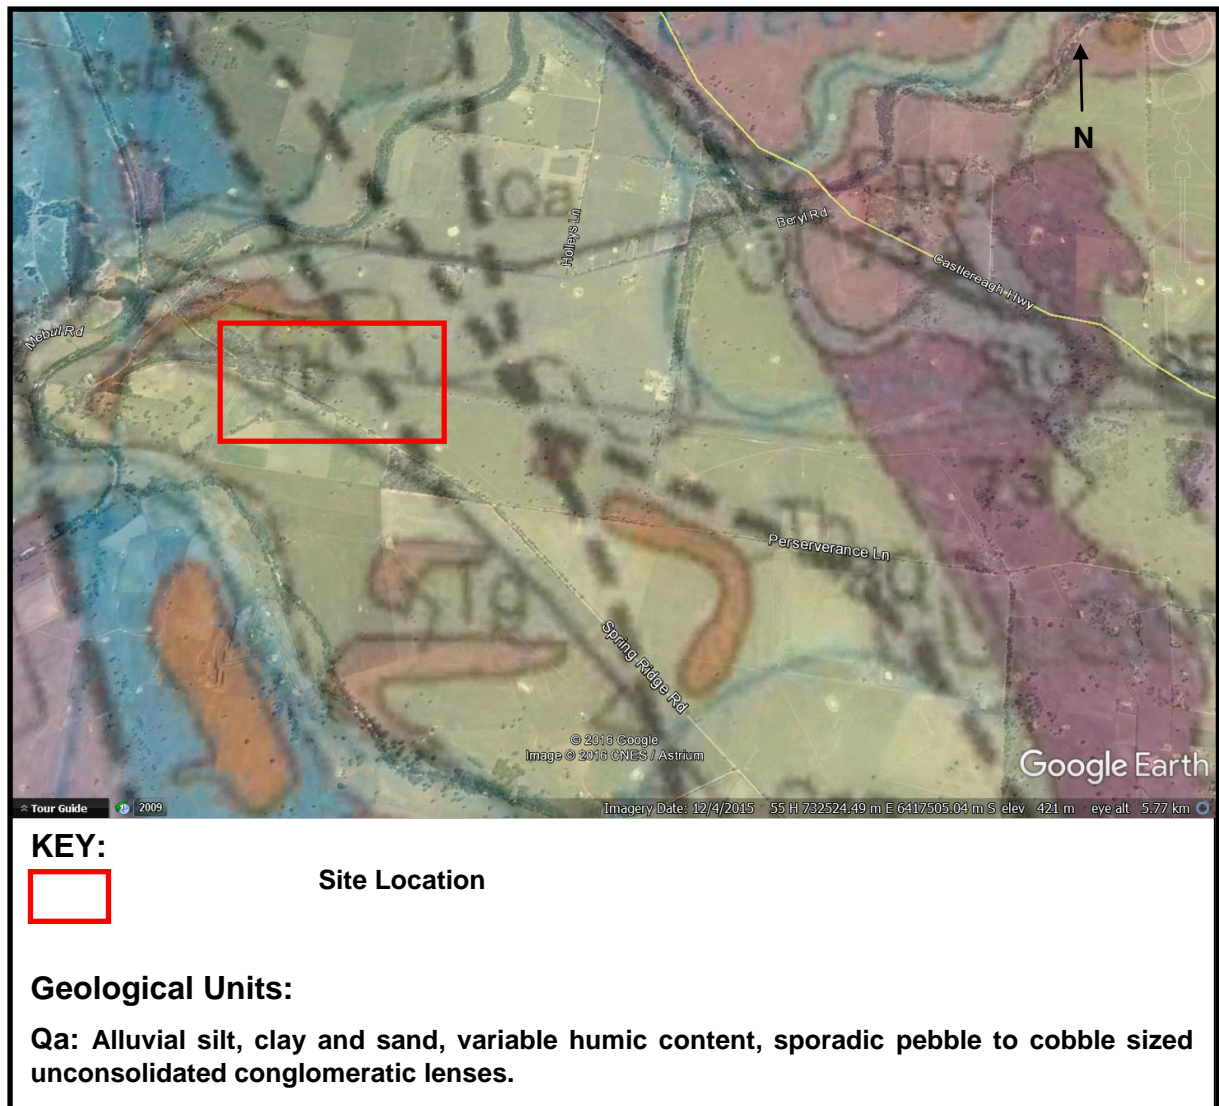 Qa
N
Holleys Ln
Beryl Rd
Castlereagh Hwy
Mebul Rd
Perserverance Ln
Tg
Spring Ridge Rd
© 2016 Google
Image © 2016 CNES / Astrium
Google Earth
Tour Guide
2009
Imagery Date: 12/4/2015 55 H 732524.49 m E 6417505.04 m S elev 421 m eye alt 5.77 km
KEY:
Site Location
Geological Units:
Qa: Alluvial silt, clay and sand, variable humic content, sporadic pebble to cobble sized
unconsolidated conglomeratic lenses.